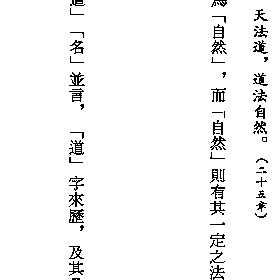 天法道，道法自然。（二十五章）
為「自然」，而「自然」則有其一定之法
道」「名」並言，「道」字來歷，及其